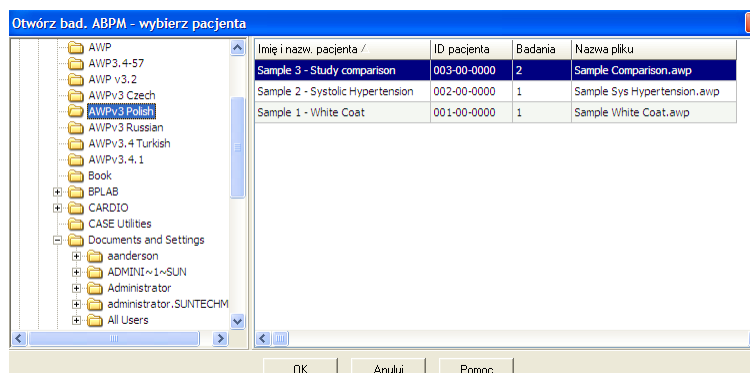 Otwórz bad. ABPM - wybierz pacjenta
AWP
AWP3.4-57
AWP v3.2
AWPv3 Czech
AWPv3 Polish
AWPv3 Russian
AWPv3.4 Turkish
AWPv3.4.1
Book
BPLAB
CARDIO
CASE Utilities
Documents and Settings
aanderson
ADMINI~1~SUN
Administrator
administrator.SUNTECHM
All Users
Imię i nazw. pacjenta ID pacjenta Badania Nazwa pliku
Sample 3 - Study comparison 003-00-0000 2 Sample Comparison.awp
Sample 2 - Systolic Hypertension 002-00-0000 1 Sample Sys Hypertension.awp
Sample 1 - White Coat 001-00-0000 1 Sample White Coat.awp
OK Anuluj Pomoc